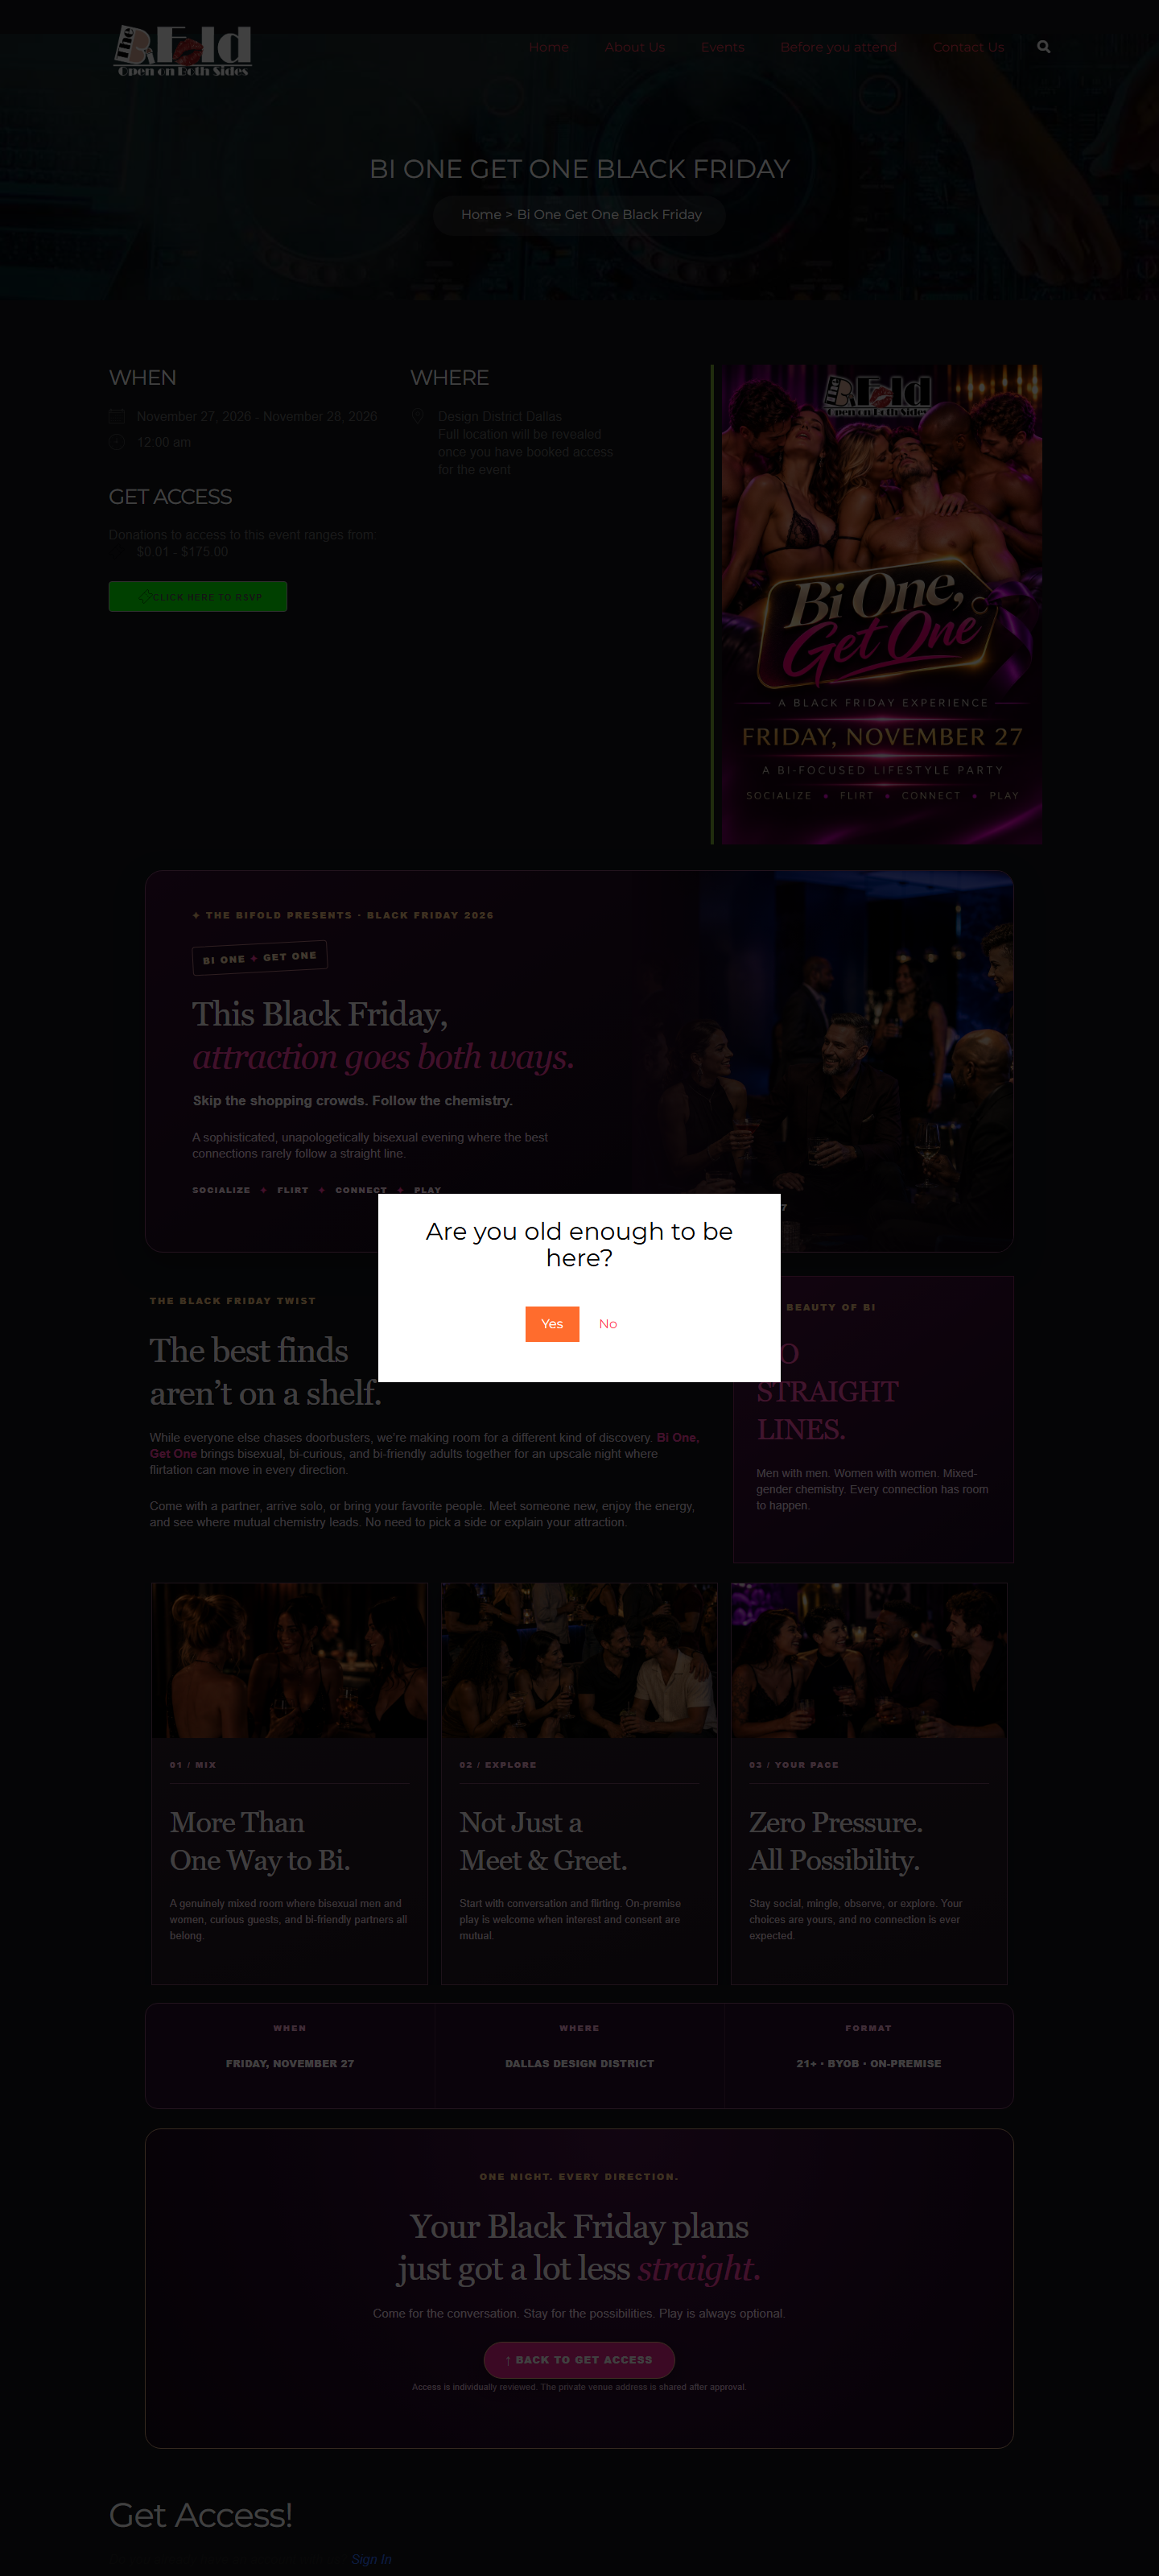 the BiFold
Open on Both Sides
Home
About Us
Events
Before you attend
Contact Us
BI ONE GET ONE BLACK FRIDAY
Home > Bi One Get One Black Friday
WHEN
November 27, 2026 - November 28, 2026
12:00 am
GET ACCESS
Donations to access to this event ranges from:
$0.01 - $175.00
CLICK HERE TO RSVP
WHERE
Design District Dallas
Full location will be revealed
once you have booked access
for the event
the BiFold
Open on Both Sides
Bi One,
Get One
A BLACK FRIDAY EXPERIENCE
FRIDAY, NOVEMBER 27
A BI-FOCUSED LIFESTYLE PARTY
SOCIALIZE ✦ FLIRT ✦ CONNECT ✦ PLAY
✦ THE BIFOLD PRESENTS · BLACK FRIDAY 2026
BI ONE ✦ GET ONE
This Black Friday,
attraction goes both ways.
Skip the shopping crowds. Follow the chemistry.
A sophisticated, unapologetically bisexual evening where the best
connections rarely follow a straight line.
SOCIALIZE ✦ FLIRT ✦ CONNECT ✦ PLAY
7
Are you old enough to be
here?
Yes
No
THE BLACK FRIDAY TWIST
The best finds
aren’t on a shelf.
While everyone else chases doorbusters, we’re making room for a different kind of discovery. Bi One,
Get One brings bisexual, bi-curious, and bi-friendly adults together for an upscale night where
flirtation can move in every direction.
Come with a partner, arrive solo, or bring your favorite people. Meet someone new, enjoy the energy,
and see where mutual chemistry leads. No need to pick a side or explain your attraction.
BEAUTY OF BI
O
STRAIGHT
LINES.
Men with men. Women with women. Mixed-
gender chemistry. Every connection has room
to happen.
01 / MIX
More Than
One Way to Bi.
A genuinely mixed room where bisexual men and
women, curious guests, and bi-friendly partners all
belong.
02 / EXPLORE
Not Just a
Meet & Greet.
Start with conversation and flirting. On-premise
play is welcome when interest and consent are
mutual.
03 / YOUR PACE
Zero Pressure.
All Possibility.
Stay social, mingle, observe, or explore. Your
choices are yours, and no connection is ever
expected.
WHEN
FRIDAY, NOVEMBER 27
WHERE
DALLAS DESIGN DISTRICT
FORMAT
21+ · BYOB · ON-PREMISE
ONE NIGHT. EVERY DIRECTION.
Your Black Friday plans
just got a lot less straight.
Come for the conversation. Stay for the possibilities. Play is always optional.
↑ BACK TO GET ACCESS
Access is individually reviewed. The private venue address is shared after approval.
Get Access!
Sign In